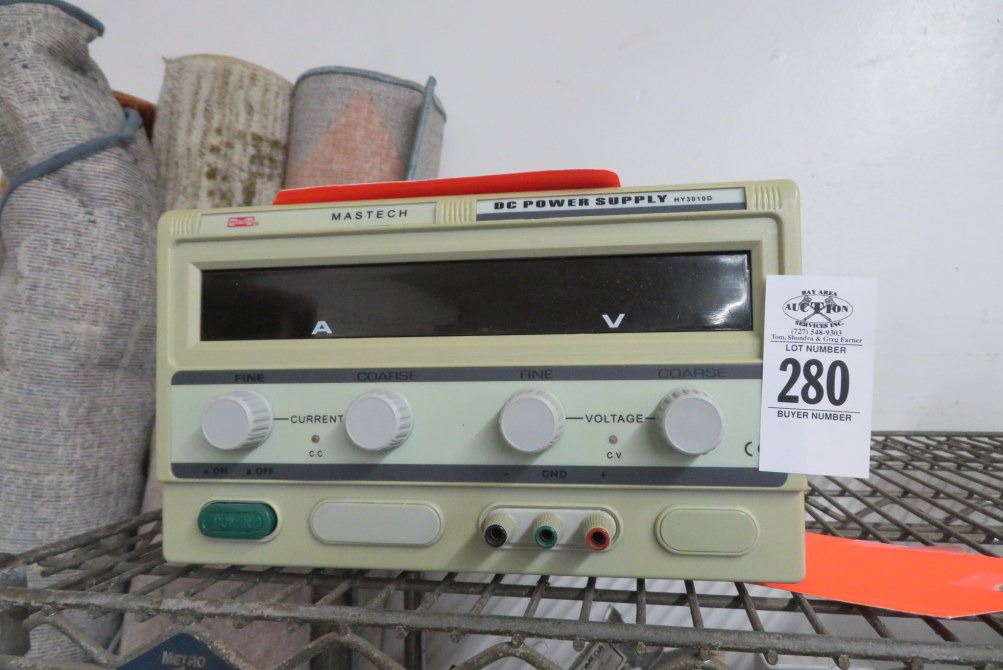 MASTECH
DC POWER SUPPLY HY3010D
A V
FINE COARSE FINE COARSE
CURRENT VOLTAGE
C.C C.V
ON OFF - GND +
POWER
BAY AREA
AUCTION
SERVICES INC.
(727) 548-9303
Tom, Shondra & Greg Farner
LOT NUMBER
280
BUYER NUMBER
METRO